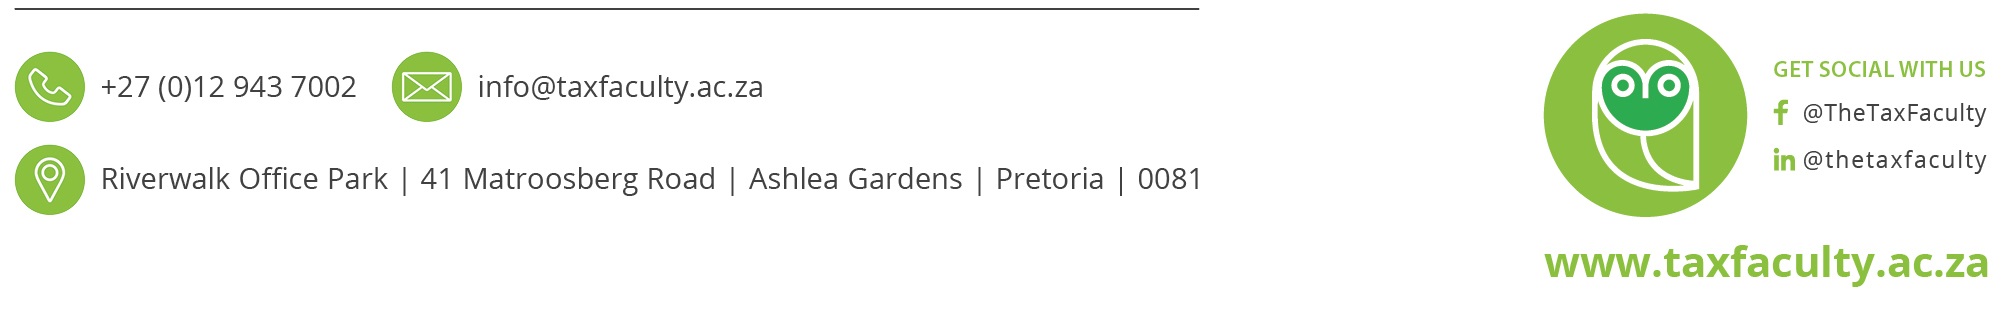 +27 (0)12 943 7002
info@taxfaculty.ac.za
Riverwalk Office Park | 41 Matroosberg Road | Ashlea Gardens | Pretoria | 0081
GET SOCIAL WITH US
@TheTaxFaculty
@thetaxfaculty
www.taxfaculty.ac.za